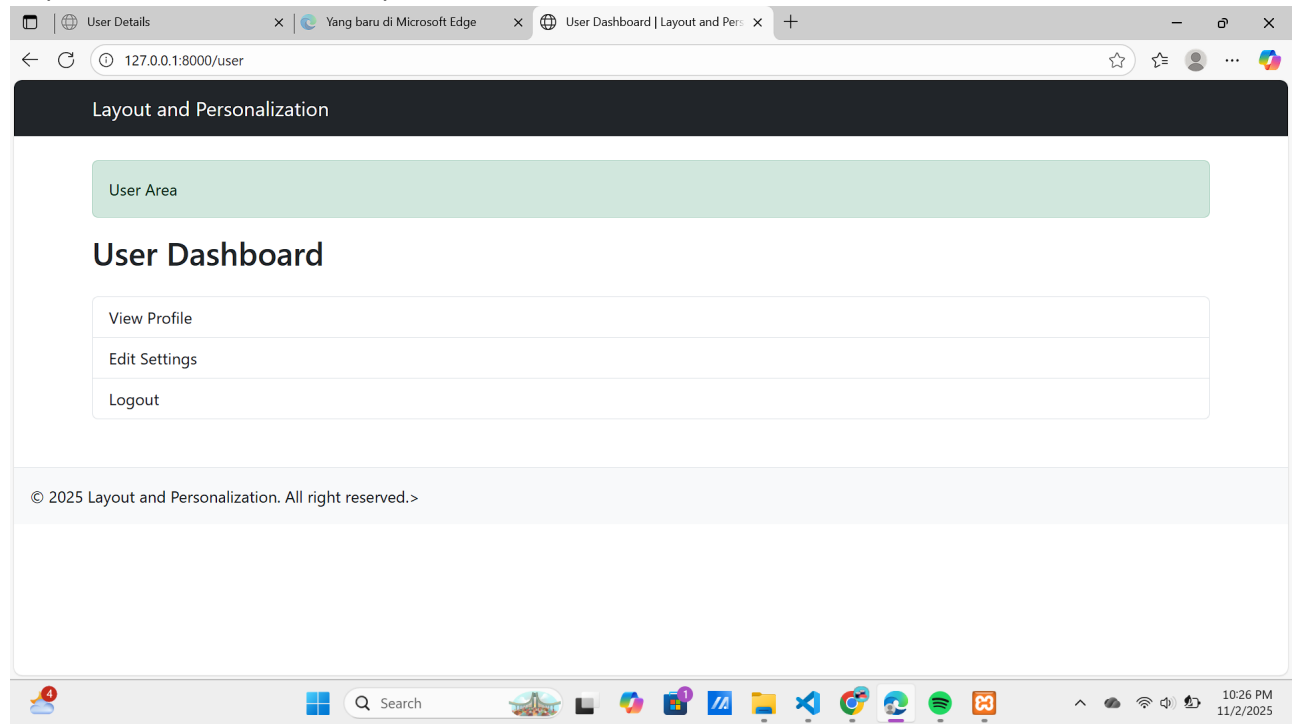 User Details
Yang baru di Microsoft Edge
User Dashboard | Layout and Pers
127.0.0.1:8000/user
Layout and Personalization
User Area
User Dashboard
View Profile
Edit Settings
Logout
© 2025 Layout and Personalization. All right reserved.>
4
Search
1
10:26 PM
11/2/2025